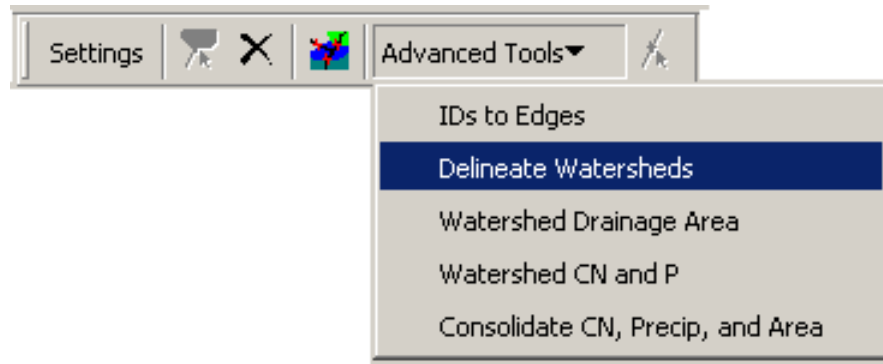 Settings Advanced Tools
IDs to Edges
Delineate Watersheds
Watershed Drainage Area
Watershed CN and P
Consolidate CN, Precip, and Area